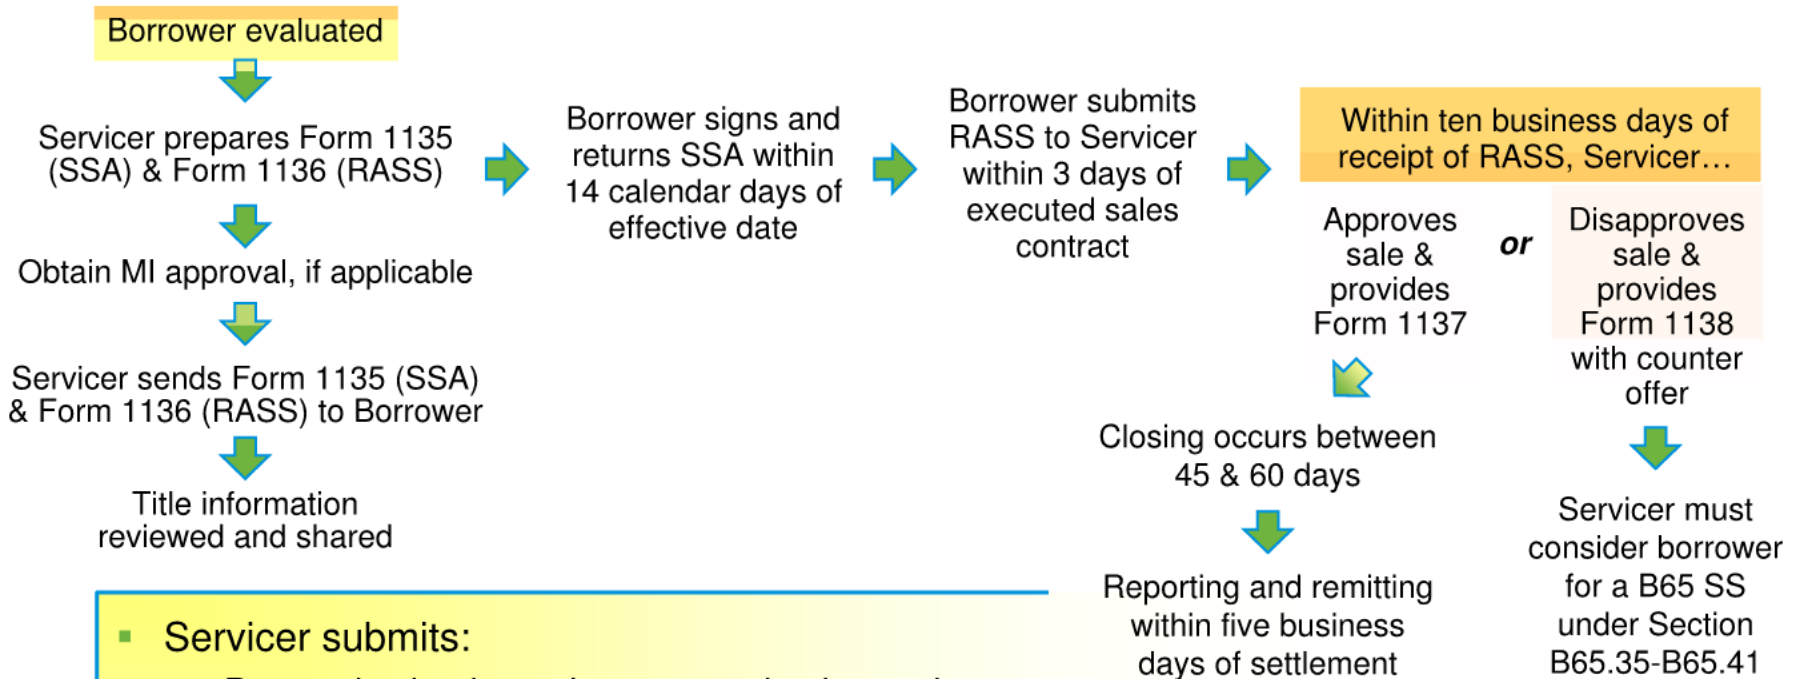 Borrower evaluated
Servicer prepares Form 1135
(SSA) & Form 1136 (RASS)
Obtain MI approval, if applicable
Servicer sends Form 1135 (SSA)
& Form 1136 (RASS) to Borrower
Title information
reviewed and shared
Borrower signs and
returns SSA within
14 calendar days of
effective date
Borrower submits
RASS to Servicer
within 3 days of
executed sales
contract
Within ten business days of
receipt of RASS, Servicer…
Approves
sale &
provides
Form 1137
or
Disapproves
sale &
provides
Form 1138
with counter
offer
Closing occurs between
45 & 60 days
Reporting and remitting
within five business
days of settlement
Servicer must
consider borrower
for a B65 SS
under Section
B65.35-B65.41
▪ Servicer submits: